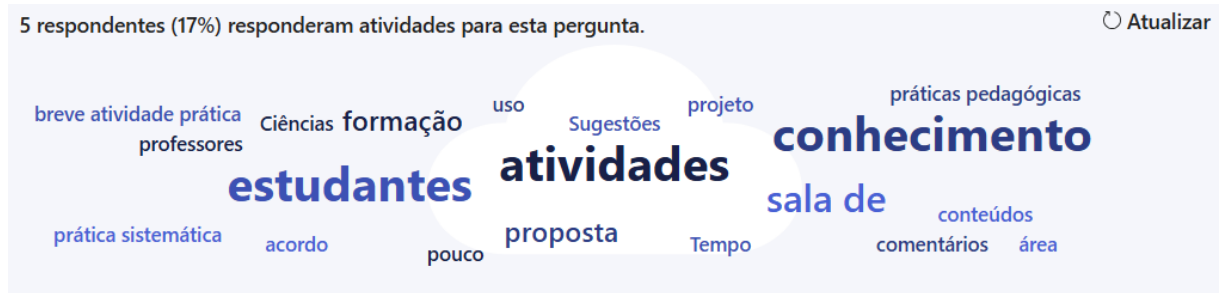 5 respondentes (17%) responderam atividades para esta pergunta.
Atualizar
breve atividade prática
professores
Ciências
formação
uso
Sugestões
projeto
práticas pedagógicas
conhecimento
atividades
estudantes
sala de
conteúdos
prática sistemática
acordo
pouco
proposta
Tempo
comentários
área